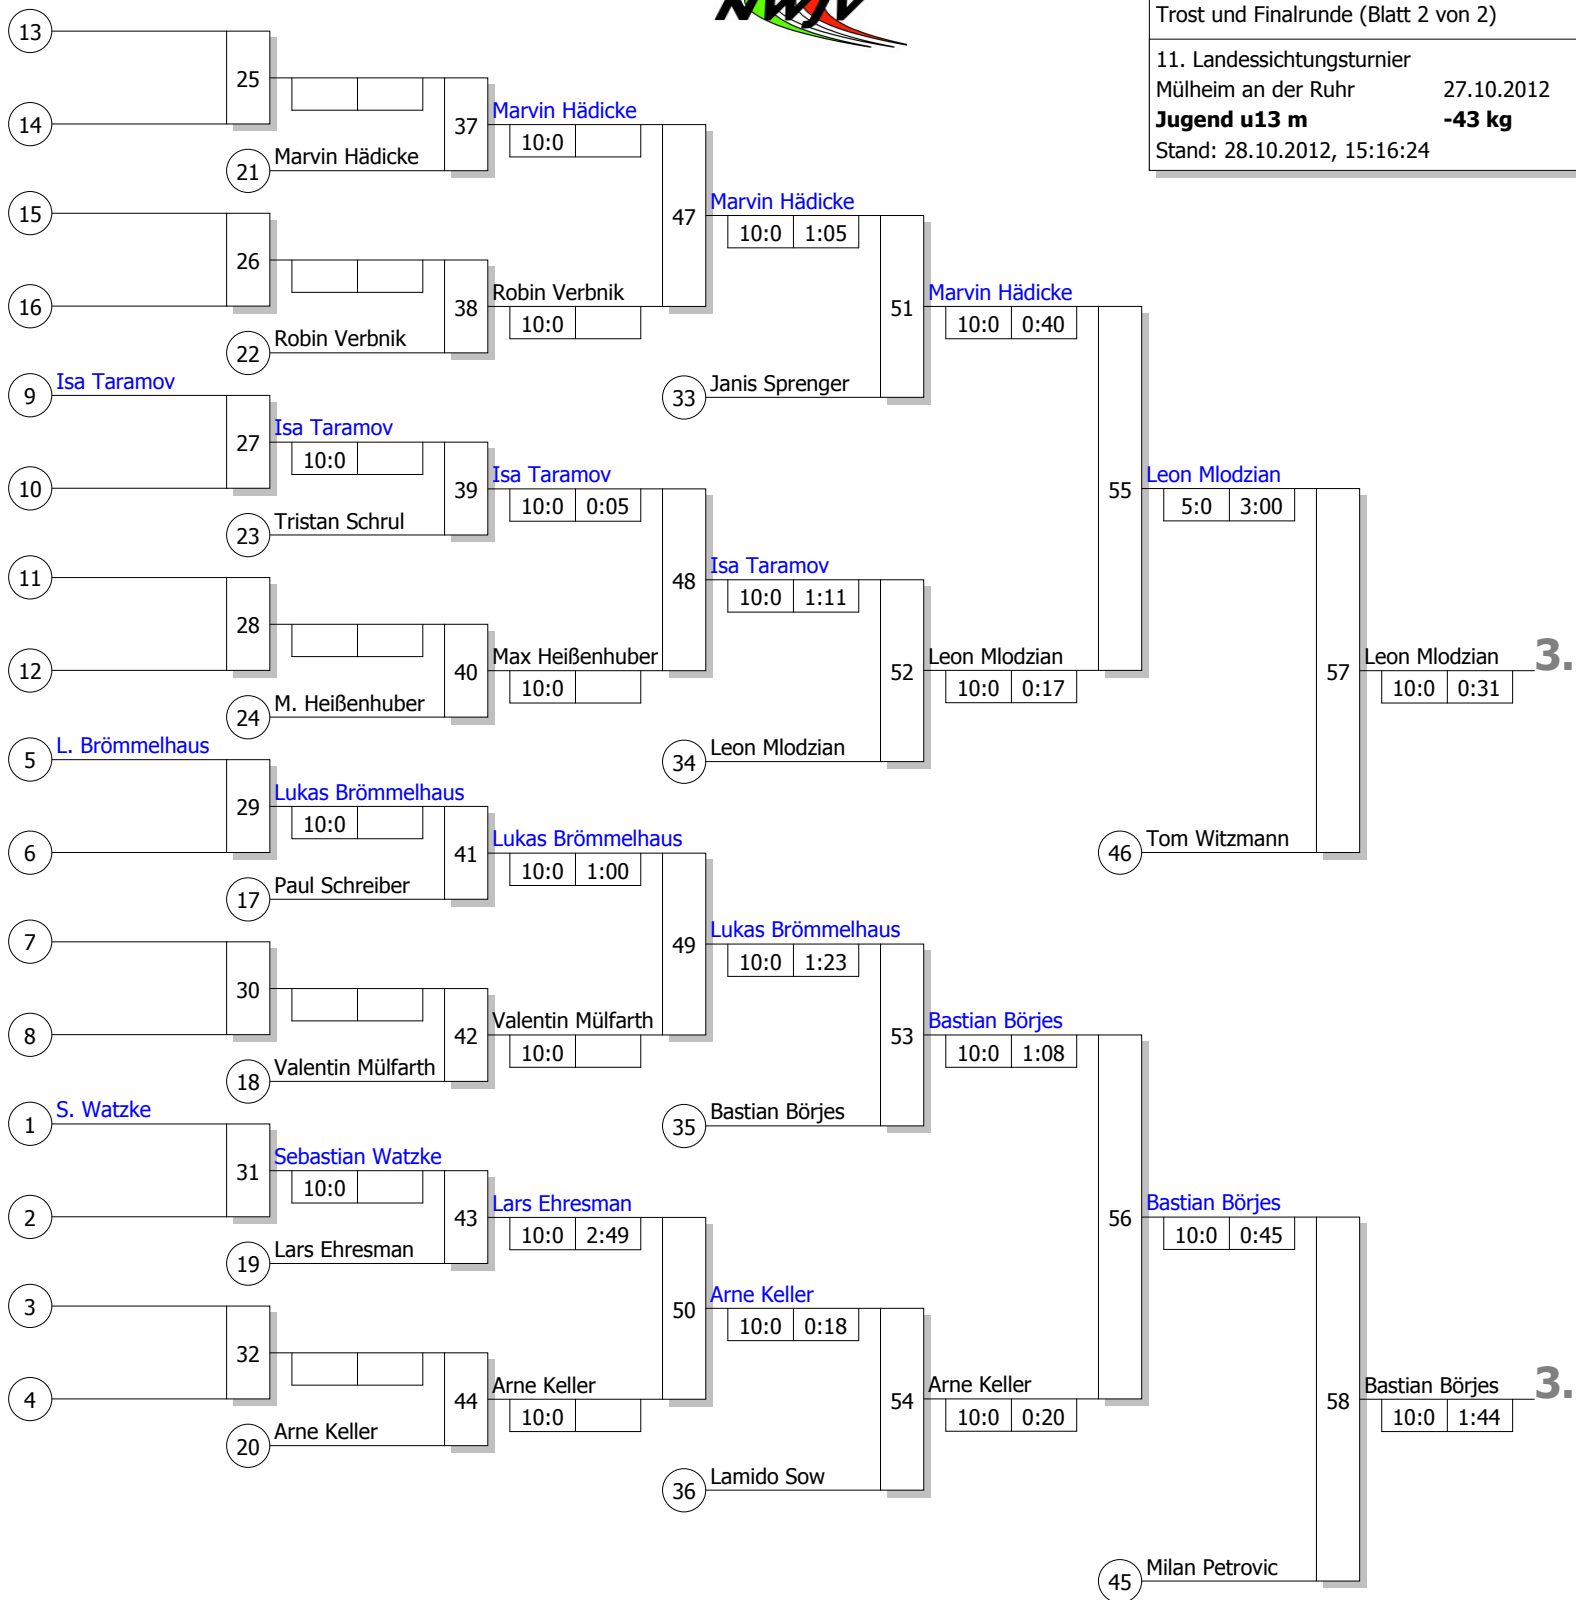 NWJV
Trost und Finalrunde (Blatt 2 von 2)
11. Landessichtungsturnier
Mülheim an der Ruhr 27.10.2012
Jugend u13 m -43 kg
Stand: 28.10.2012, 15:16:24
13
25
14
37
Marvin Hädicke
10:0
21 Marvin Hädicke
15
47
Marvin Hädicke
10:0 1:05
26
16
38
Robin Verbnik
10:0
22 Robin Verbnik
51
Marvin Hädicke
10:0 0:40
9 Isa Taramov
33 Janis Sprenger
27
Isa Taramov
10:0
10
39
Isa Taramov
10:0 0:05
23 Tristan Schrul
55
Leon Mlodzian
5:0 3:00
11
48
Isa Taramov
10:0 1:11
28
12
40
Max Heißenhuber
10:0
24 M. Heißenhuber
52
Leon Mlodzian
10:0 0:17
34 Leon Mlodzian
57
Leon Mlodzian 3.
10:0 0:31
5 L. Brömmelhaus
29
Lukas Brömmelhaus
10:0
6
41
Lukas Brömmelhaus
10:0 1:00
46 Tom Witzmann
17 Paul Schreiber
7
49
Lukas Brömmelhaus
10:0 1:23
30
8
42
Valentin Mülfarth
10:0
18 Valentin Mülfarth
53
Bastian Börjes
10:0 1:08
1 S. Watzke
35 Bastian Börjes
31
Sebastian Watzke
10:0
2
43
Lars Ehresman
10:0 2:49
19 Lars Ehresman
56
Bastian Börjes
10:0 0:45
3
50
Arne Keller
10:0 0:18
32
4
44
Arne Keller
10:0
20 Arne Keller
54
Arne Keller
10:0 0:20
36 Lamido Sow
58
Bastian Börjes 3.
10:0 1:44
45 Milan Petrovic